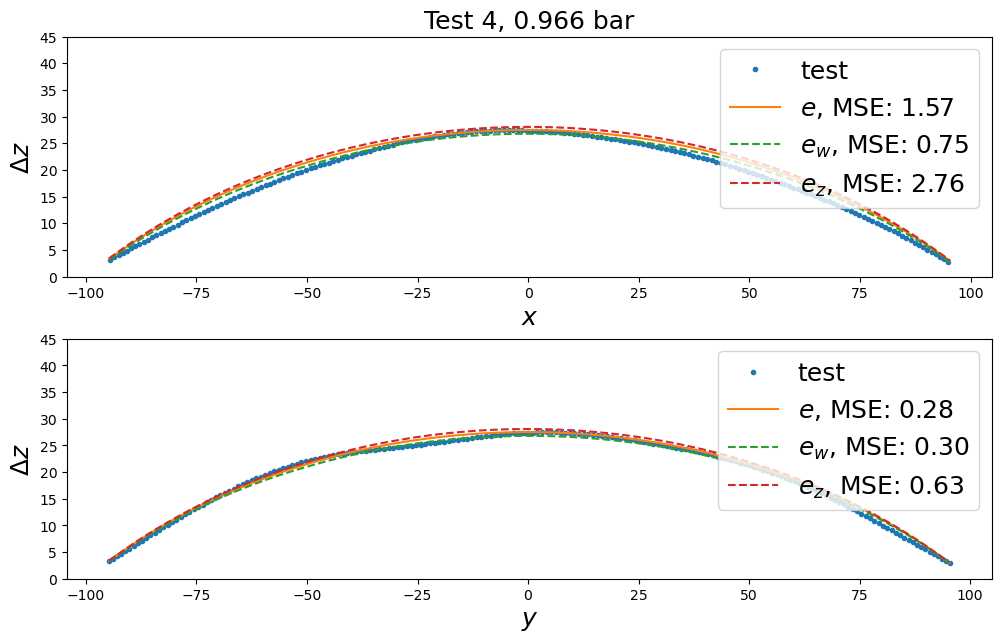 Test 4, 0.966 bar
45
40
35
30
25
20
15
10
5
0
Δz
test
e, MSE: 1.57
e_w, MSE: 0.75
e_z, MSE: 2.76
−100 −75 −50 −25 0 25 50 75 100
x
45
40
35
30
25
20
15
10
5
0
Δz
test
e, MSE: 0.28
e_w, MSE: 0.30
e_z, MSE: 0.63
−100 −75 −50 −25 0 25 50 75 100
y